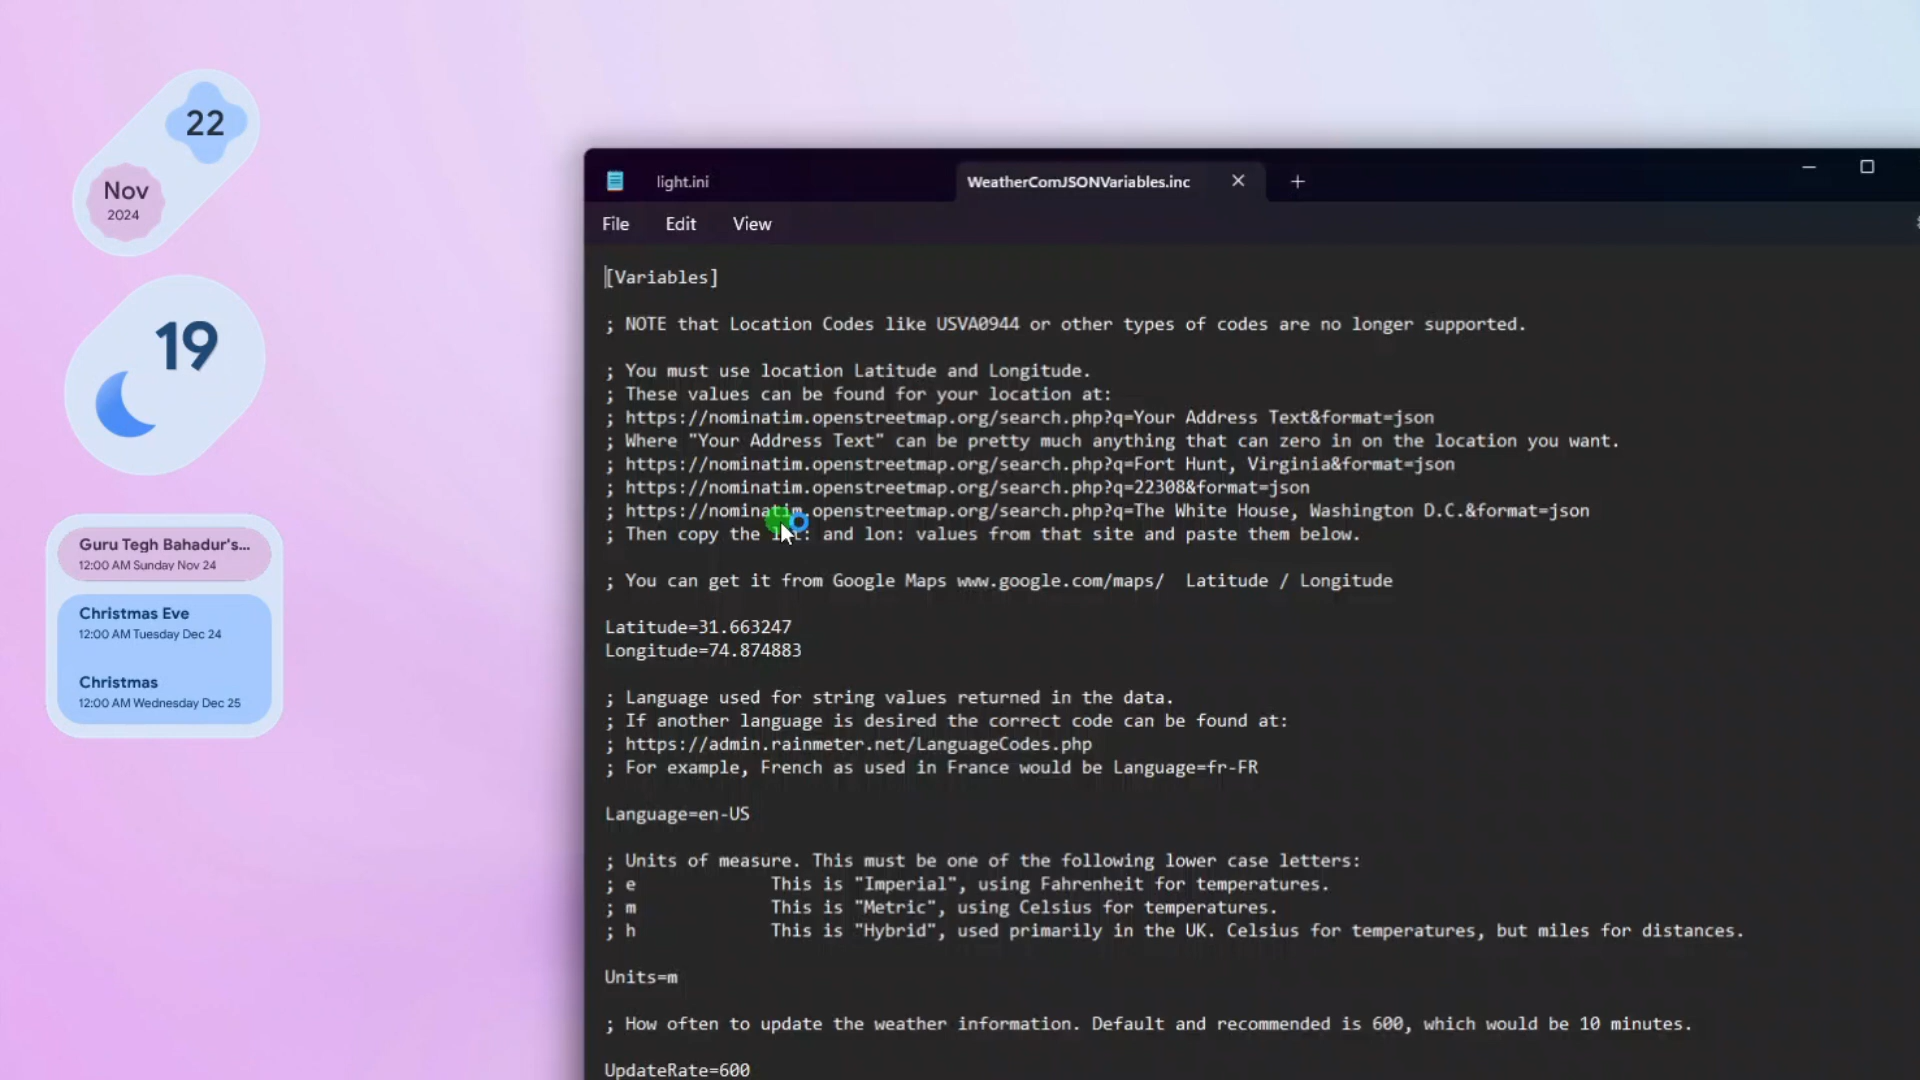 22
Nov
2024
19
Guru Tegh Bahadur's...
12:00 AM Sunday Nov 24
Christmas Eve
12:00 AM Tuesday Dec 24
Christmas
12:00 AM Wednesday Dec 25
light.ini
WeatherComJSONVariables.inc
File Edit View
[Variables]
; NOTE that Location Codes like USVA0944 or other types of codes are no longer supported.
; You must use location Latitude and Longitude.
; These values can be found for your location at:
; https://nominatim.openstreetmap.org/search.php?q=Your Address Text&format=json
; Where "Your Address Text" can be pretty much anything that can zero in on the location you want.
; https://nominatim.openstreetmap.org/search.php?q=Fort Hunt, Virginia&format=json
; https://nominatim.openstreetmap.org/search.php?q=22308&format=json
; https://nominatim.openstreetmap.org/search.php?q=The White House, Washington D.C.&format=json
; Then copy the lat: and lon: values from that site and paste them below.
; You can get it from Google Maps www.google.com/maps/  Latitude / Longitude
Latitude=31.663247
Longitude=74.874883
; Language used for string values returned in the data.
; If another language is desired the correct code can be found at:
; https://admin.rainmeter.net/LanguageCodes.php
; For example, French as used in France would be Language=fr-FR
Language=en-US
; Units of measure. This must be one of the following lower case letters:
; e This is "Imperial", using Fahrenheit for temperatures.
; m This is "Metric", using Celsius for temperatures.
; h This is "Hybrid", used primarily in the UK. Celsius for temperatures, but miles for distances.
Units=m
; How often to update the weather information. Default and recommended is 600, which would be 10 minutes.
UpdateRate=600